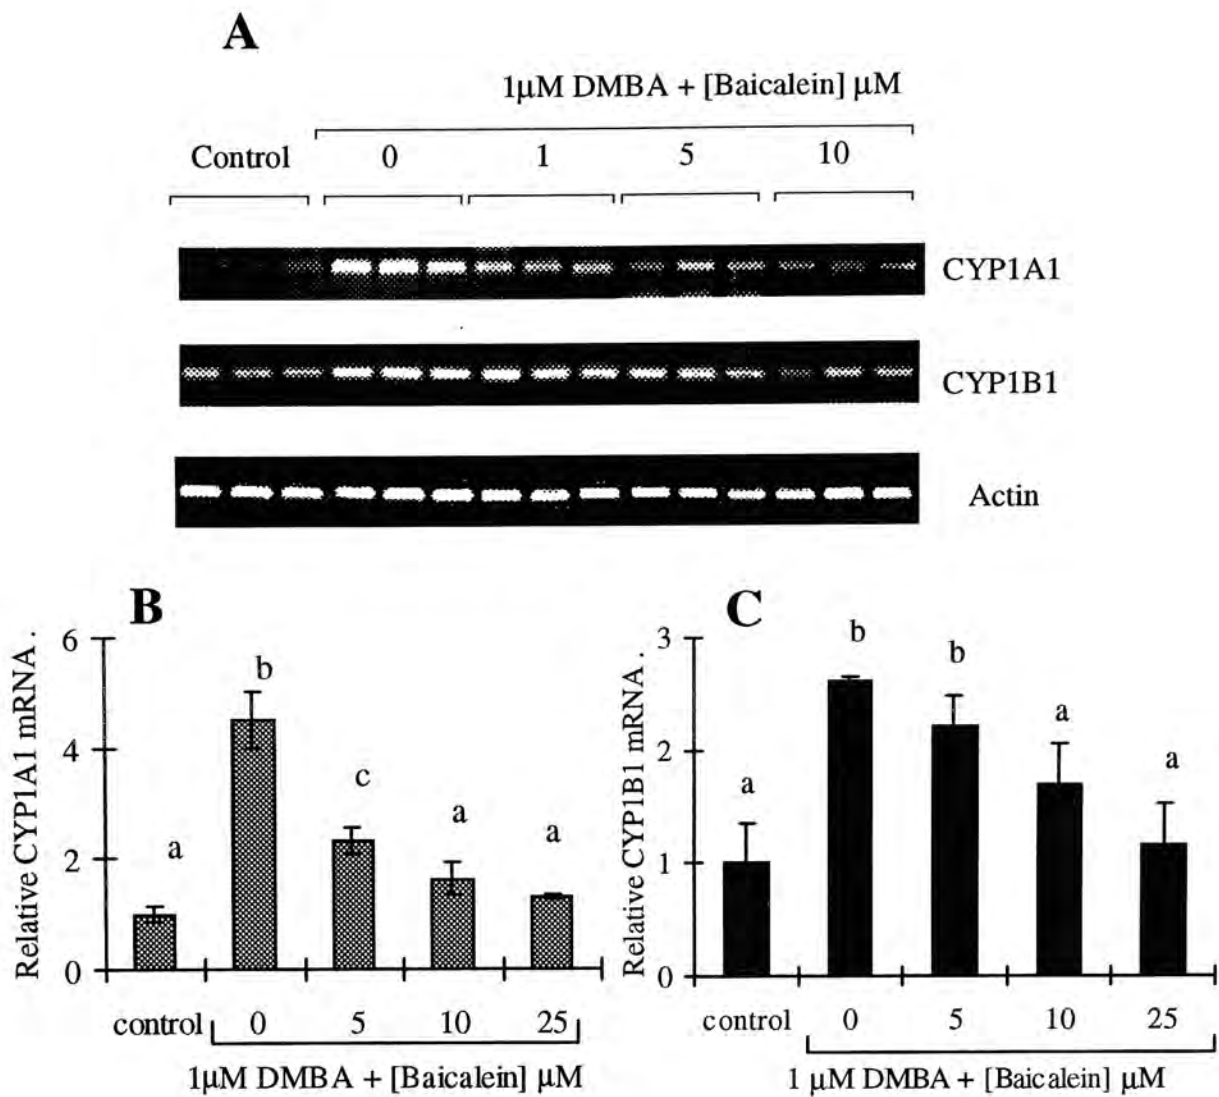 A
1μM DMBA + [Baicalein] μM
Control 0 1 5 10
CYP1A1
CYP1B1
Actin
B
Relative CYP1A1 mRNA .
6
4
2
0
a b c a a
control 0 5 10 25
1μM DMBA + [Baicalein] μM
C
Relative CYP1B1 mRNA .
3
2
1
0
a b b a a
control 0 5 10 25
1 μM DMBA + [Baicalein] μM